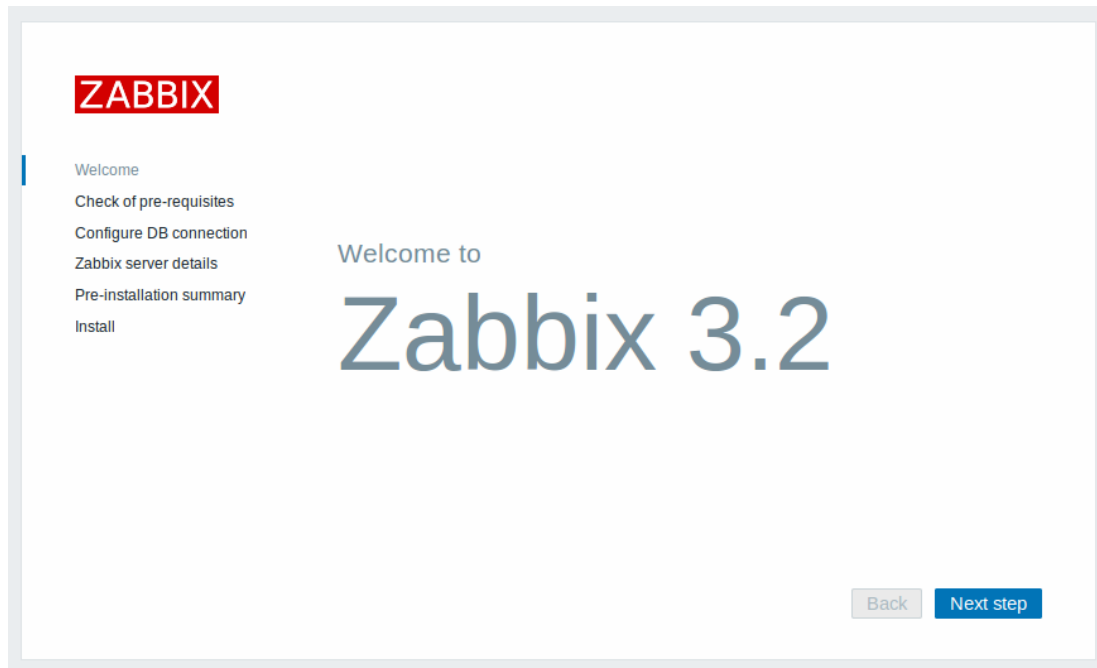 ZABBIX
Welcome
Check of pre-requisites
Configure DB connection
Zabbix server details
Pre-installation summary
Install
Welcome to
Zabbix 3.2
Back
Next step